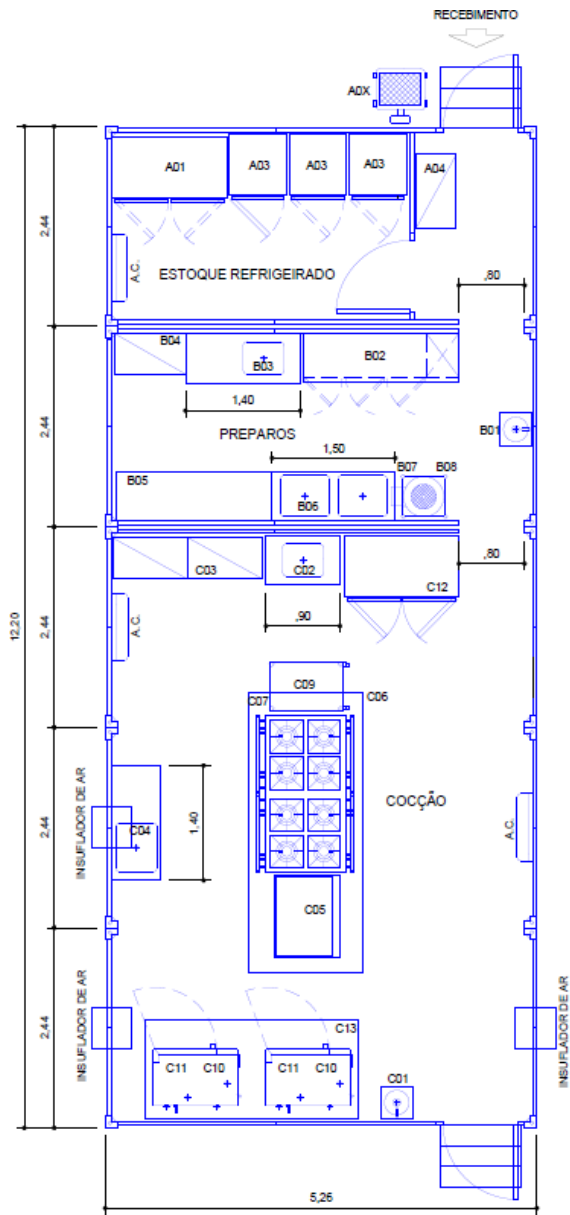 RECEBIMENTO
A0X
A01
A03
A03
A03
A04
2,44
A.C.
ESTOQUE REFRIGEIRADO
,80
B04
B03
B02
1,40
2,44
PREPAROS
B01
1,50
B05
B06
B07
B08
C03
C02
C12
,80
,90
A.C.
2,44
12,20
C09
C07
C06
COCÇÃO
INSUFLADOR DE AR
C04
1,40
2,44
A.C.
C05
INSUFLADOR DE AR
2,44
C13
C11
C10
C11
C10
C01
INSUFLADOR DE AR
5,26